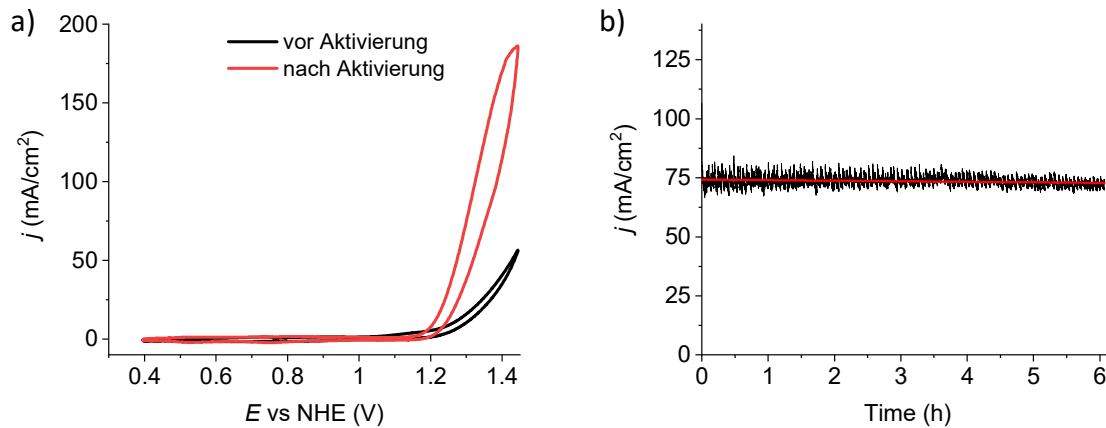 a)
200
150
100
50
0
j (mA/cm²)
vor Aktivierung
nach Aktivierung
0.4 0.6 0.8 1.0 1.2 1.4
E vs NHE (V)
b)
125
100
75
50
25
0
j (mA/cm²)
0 1 2 3 4 5 6
Time (h)